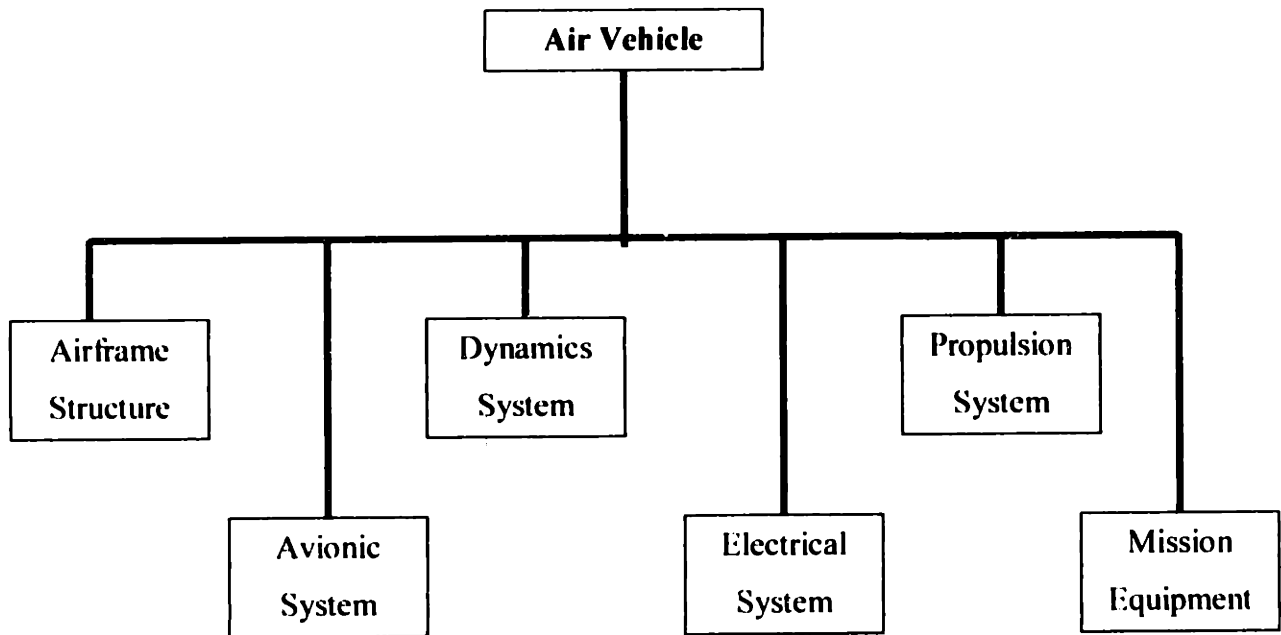 Air Vehicle
Airframe
Structure
Dynamics
System
Propulsion
System
Avionic
System
Electrical
System
Mission
Equipment